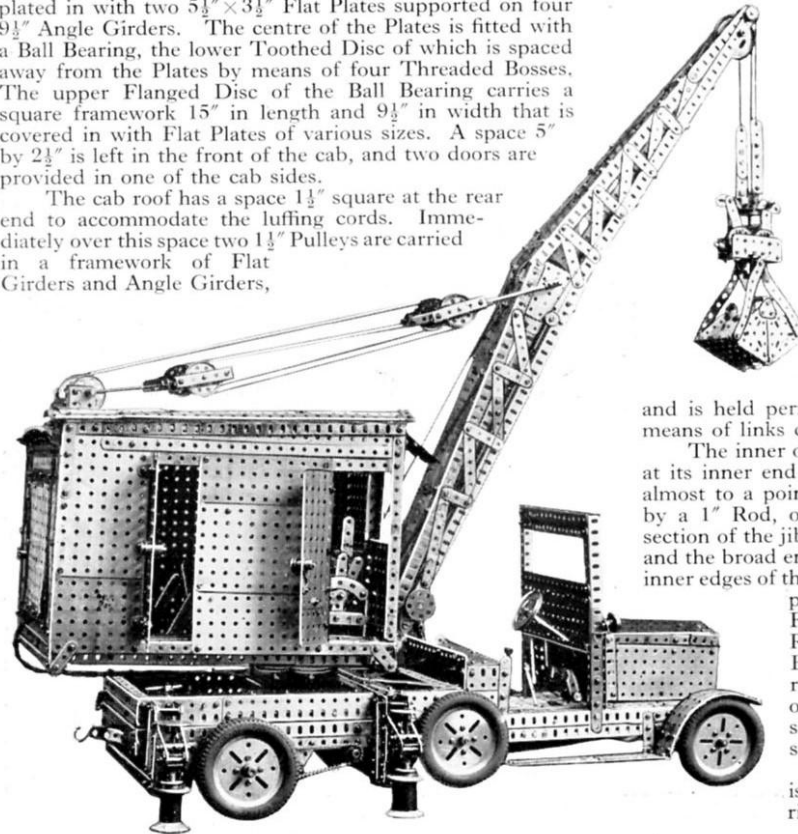 plated in with two 5½″ × 3½″ Flat Plates supported on four
9½″ Angle Girders. The centre of the Plates is fitted with
a Ball Bearing, the lower Toothed Disc of which is spaced
away from the Plates by means of four Threaded Bosses.
The upper Flanged Disc of the Ball Bearing carries a
square framework 15″ in length and 9½″ in width that is
covered in with Flat Plates of various sizes. A space 5″
by 2½″ is left in the front of the cab, and two doors are
provided in one of the cab sides.
The cab roof has a space 1½″ square at the rear
end to accommodate the luffing cords. Imme-
diately over this space two 1½″ Pulleys are carried
in a framework of Flat
Girders and Angle Girders,
and is held per
means of links
The inner
at its inner end
almost to a poin
by a 1″ Rod, o
section of the jib
and the broad e
inner edges of th